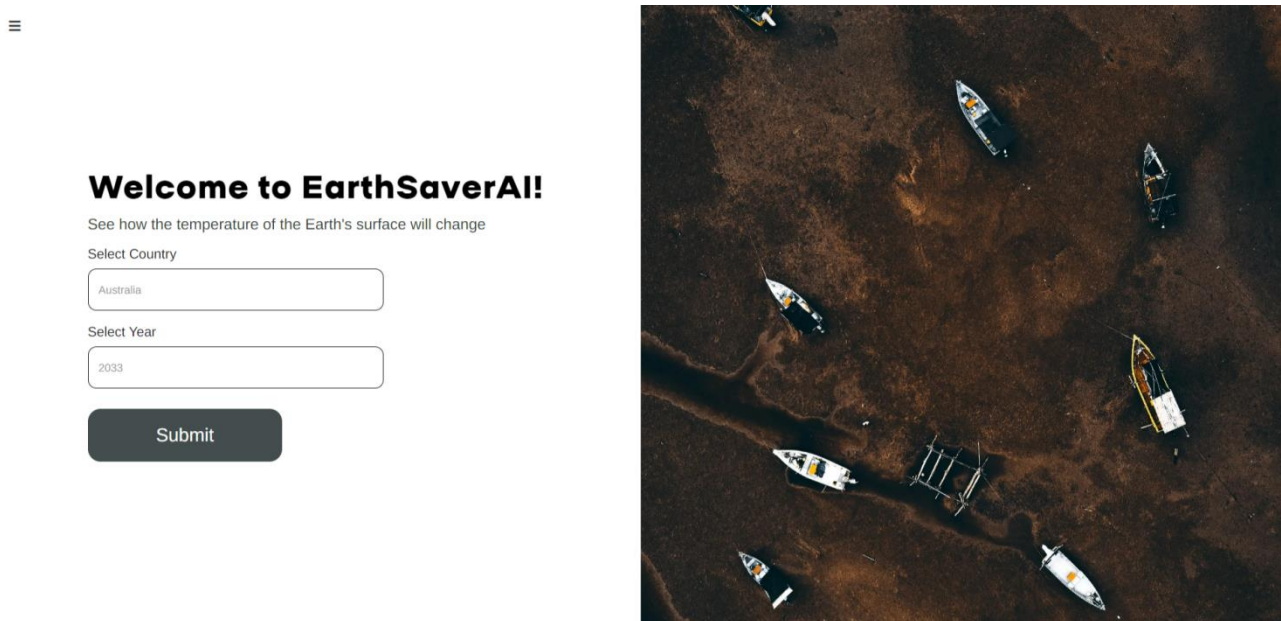 Welcome to EarthSaverAI!
See how the temperature of the Earth's surface will change
Select Country
Australia
Select Year
2033
Submit